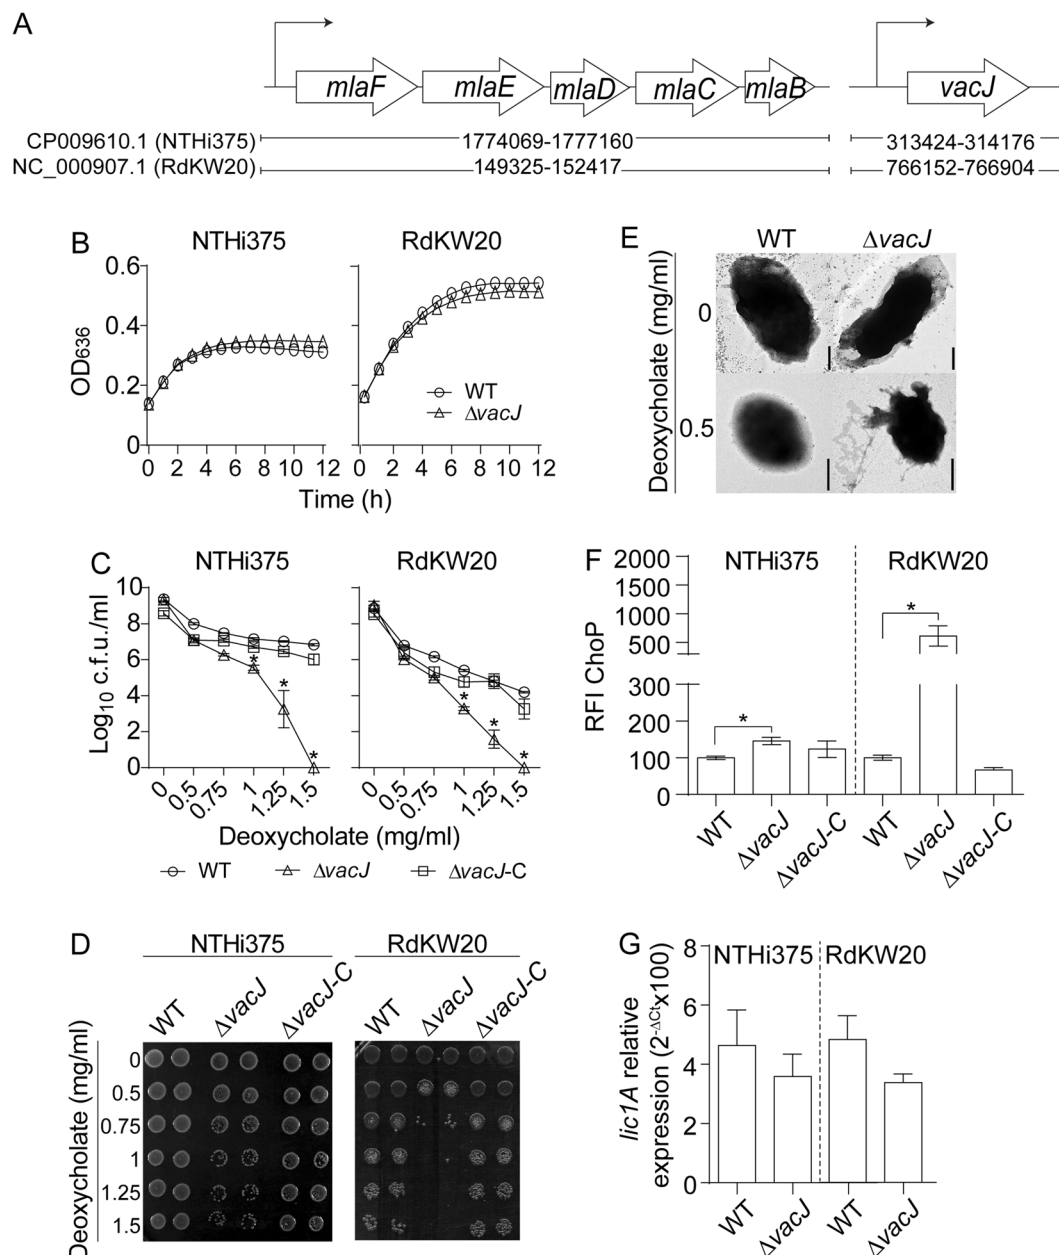 A
mlaF mlaE mlaD mlaC mlaB vacJ
CP009610.1 (NTHi375) 1774069-1777160 313424-314176
NC_000907.1 (RdKW20) 149325-152417 766152-766904
B
NTHi375 RdKW20
0.6
0.4
0.2
0
OD636
WT
ΔvacJ
0 2 4 6 8 10 12 0 2 4 6 8 10 12
Time (h)
E
WT ΔvacJ
Deoxycholate (mg/ml)
0
0.5
C
NTHi375 RdKW20
10
8
6
4
2
0
Log10 c.f.u./ml
* * * * * *
0 0.5 0.75 1 1.25 1.5 0 0.5 0.75 1 1.25 1.5
Deoxycholate (mg/ml)
WT ΔvacJ ΔvacJ-C
F
NTHi375 RdKW20
2000
1500
1000
500
300
200
100
0
RFI ChoP
* *
WT ΔvacJ ΔvacJ-C WT ΔvacJ ΔvacJ-C
D
NTHi375 RdKW20
WT ΔvacJ ΔvacJ-C WT ΔvacJ ΔvacJ-C
Deoxycholate (mg/ml)
0
0.5
0.75
1
1.25
1.5
G
NTHi375 RdKW20
8
6
4
2
0
lic1A relative
expression (2-ΔCtx100)
WT ΔvacJ WT ΔvacJ